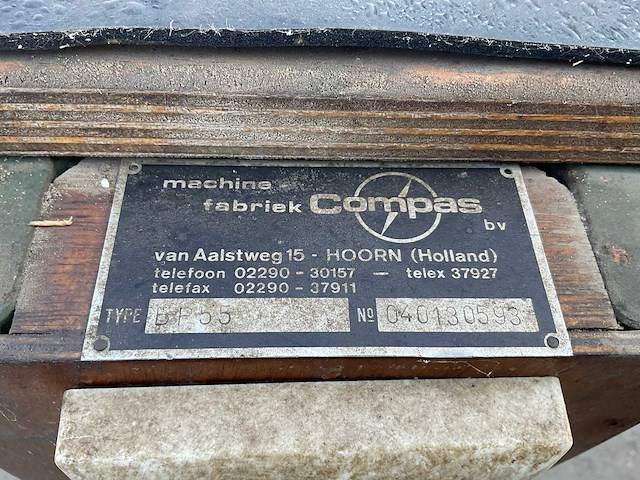 machine
fabriek Compas
bv
van Aalstweg 15 - HOORN (Holland)
telefoon 02290 - 30157 - telex 37927
telefax 02290 - 37911
TYPE BP55 No 040130593